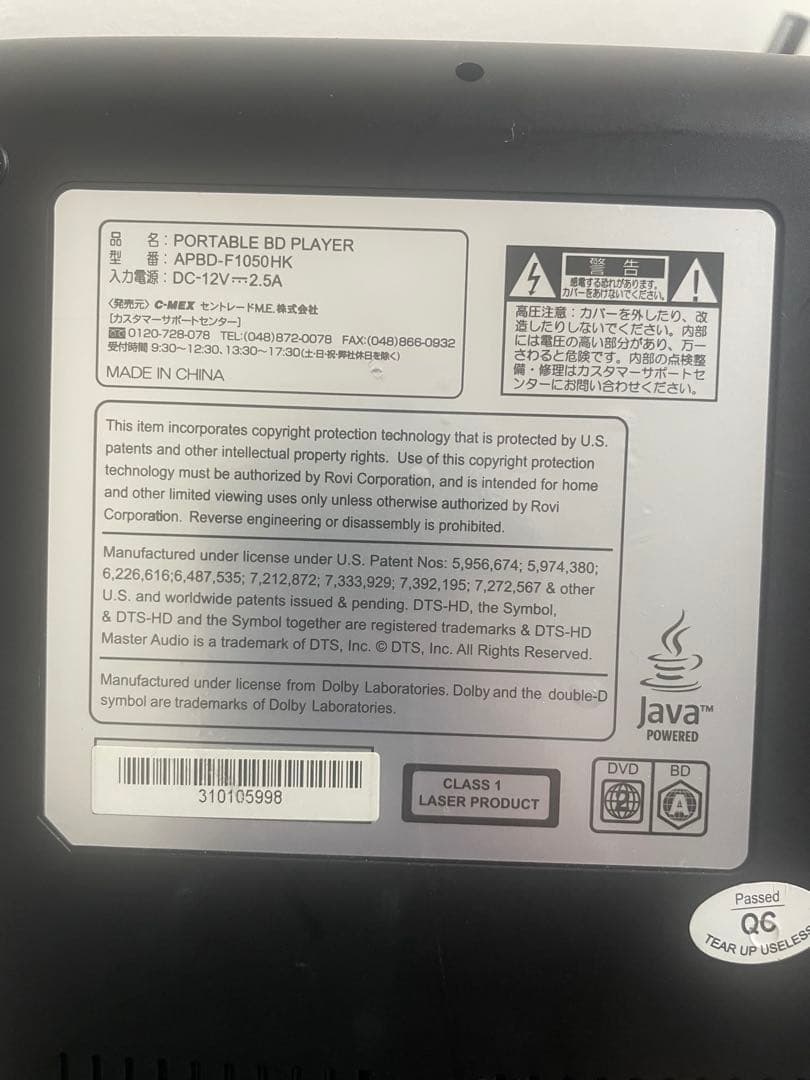 品 名：PORTABLE BD PLAYER
型 番：APBD-F1050HK
入力電源：DC-12V⎓2.5A
〈発売元〉C-MEX セントレードM.E.株式会社
[カスタマーサポートセンター]
0120-728-078 TEL:(048)872-0078 FAX:(048)866-0932
受付時間 9:30〜12:30、13:30〜17:30(土・日・祝・弊社休日を除く)
MADE IN CHINA
警告
感電する恐れがあります。
カバーをあけないでください。
高圧注意：カバーを外したり、改
造したりしないでください。内部
には電圧の高い部分があり、万一
さわると危険です。内部の点検整
備・修理はカスタマーサポートセ
ンターにお問い合わせください。
This item incorporates copyright protection technology that is protected by U.S.
patents and other intellectual property rights. Use of this copyright protection
technology must be authorized by Rovi Corporation, and is intended for home
and other limited viewing uses only unless otherwise authorized by Rovi
Corporation. Reverse engineering or disassembly is prohibited.
Manufactured under license under U.S. Patent Nos: 5,956,674; 5,974,380;
6,226,616;6,487,535; 7,212,872; 7,333,929; 7,392,195; 7,272,567 & other
U.S. and worldwide patents issued & pending. DTS-HD, the Symbol,
& DTS-HD and the Symbol together are registered trademarks & DTS-HD
Master Audio is a trademark of DTS, Inc. © DTS, Inc. All Rights Reserved.
Manufactured under license from Dolby Laboratories. Dolby and the double-D
symbol are trademarks of Dolby Laboratories.
Java™
POWERED
310105998
CLASS 1
LASER PRODUCT
DVD BD
2 A
Passed
QC
TEAR UP USELESS